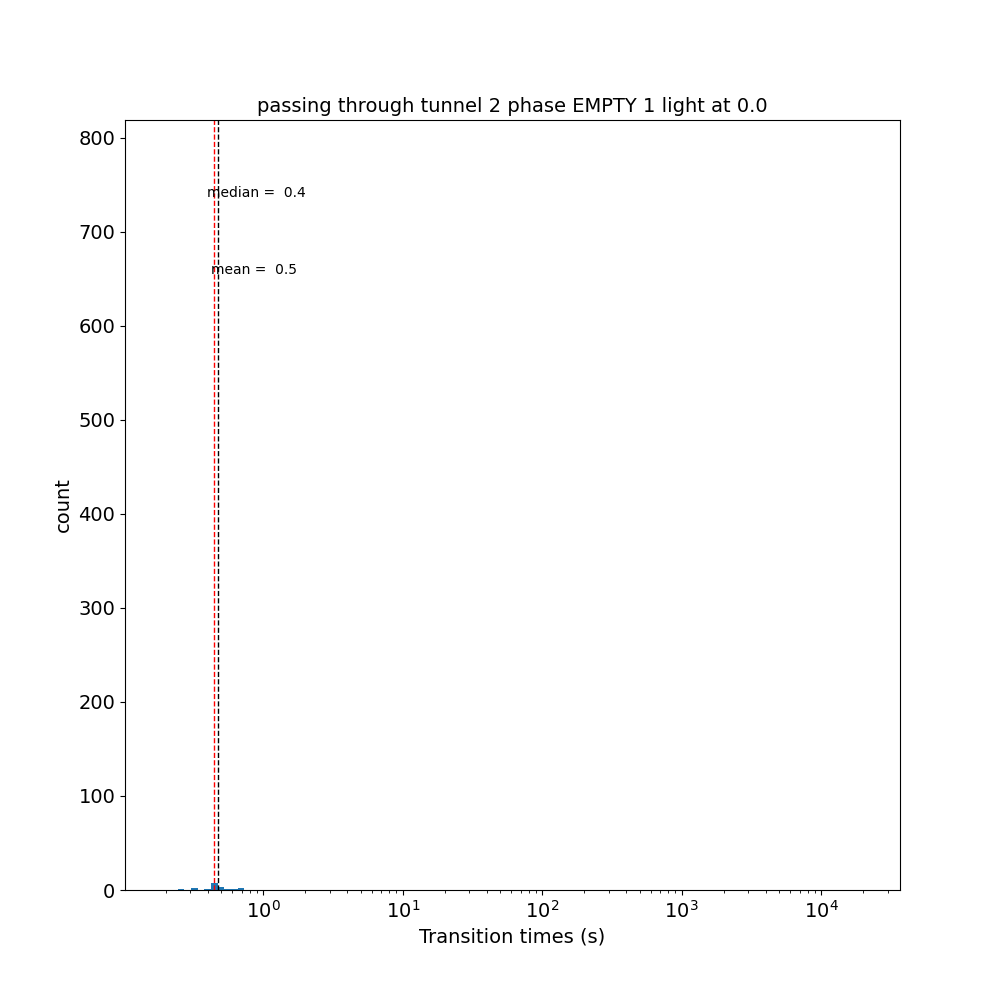 passing through tunnel 2 phase EMPTY 1 light at 0.0
800
median =  0.4
700
mean =  0.5
600
500
count
400
300
200
100
0
10^0 10^1 10^2 10^3 10^4
Transition times (s)